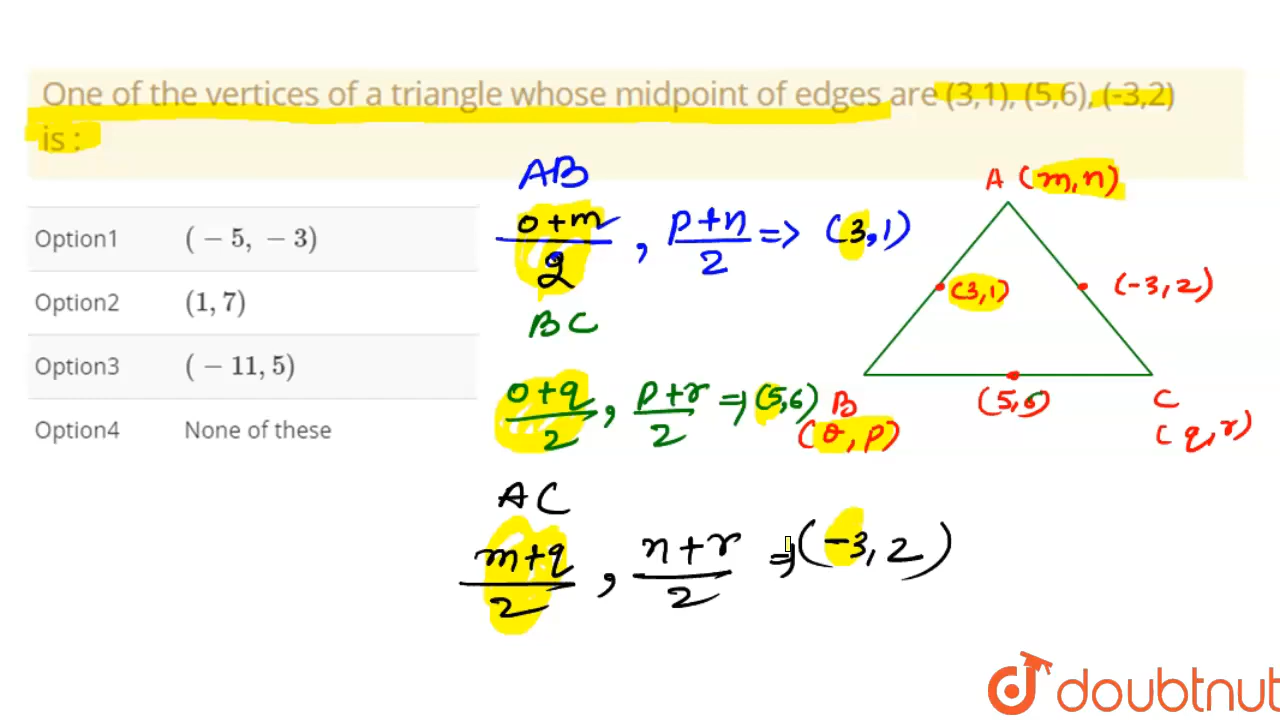 One of the vertices of a triangle whose midpoint of edges are (3,1), (5,6), (-3,2)
is :
Option1 (−5, −3)
Option2 (1, 7)
Option3 (−11, 5)
Option4 None of these
AB
o+m/2 , p+n/2 => (3,1)
BC
o+q/2 , p+r/2 => (5,6)
AC
m+q/2 , n+r/2 => (-3, 2)
A (m,n)
(3,1)
(-3, 2)
B
(o, p)
(5,6)
C
(q, r)
doubtnut